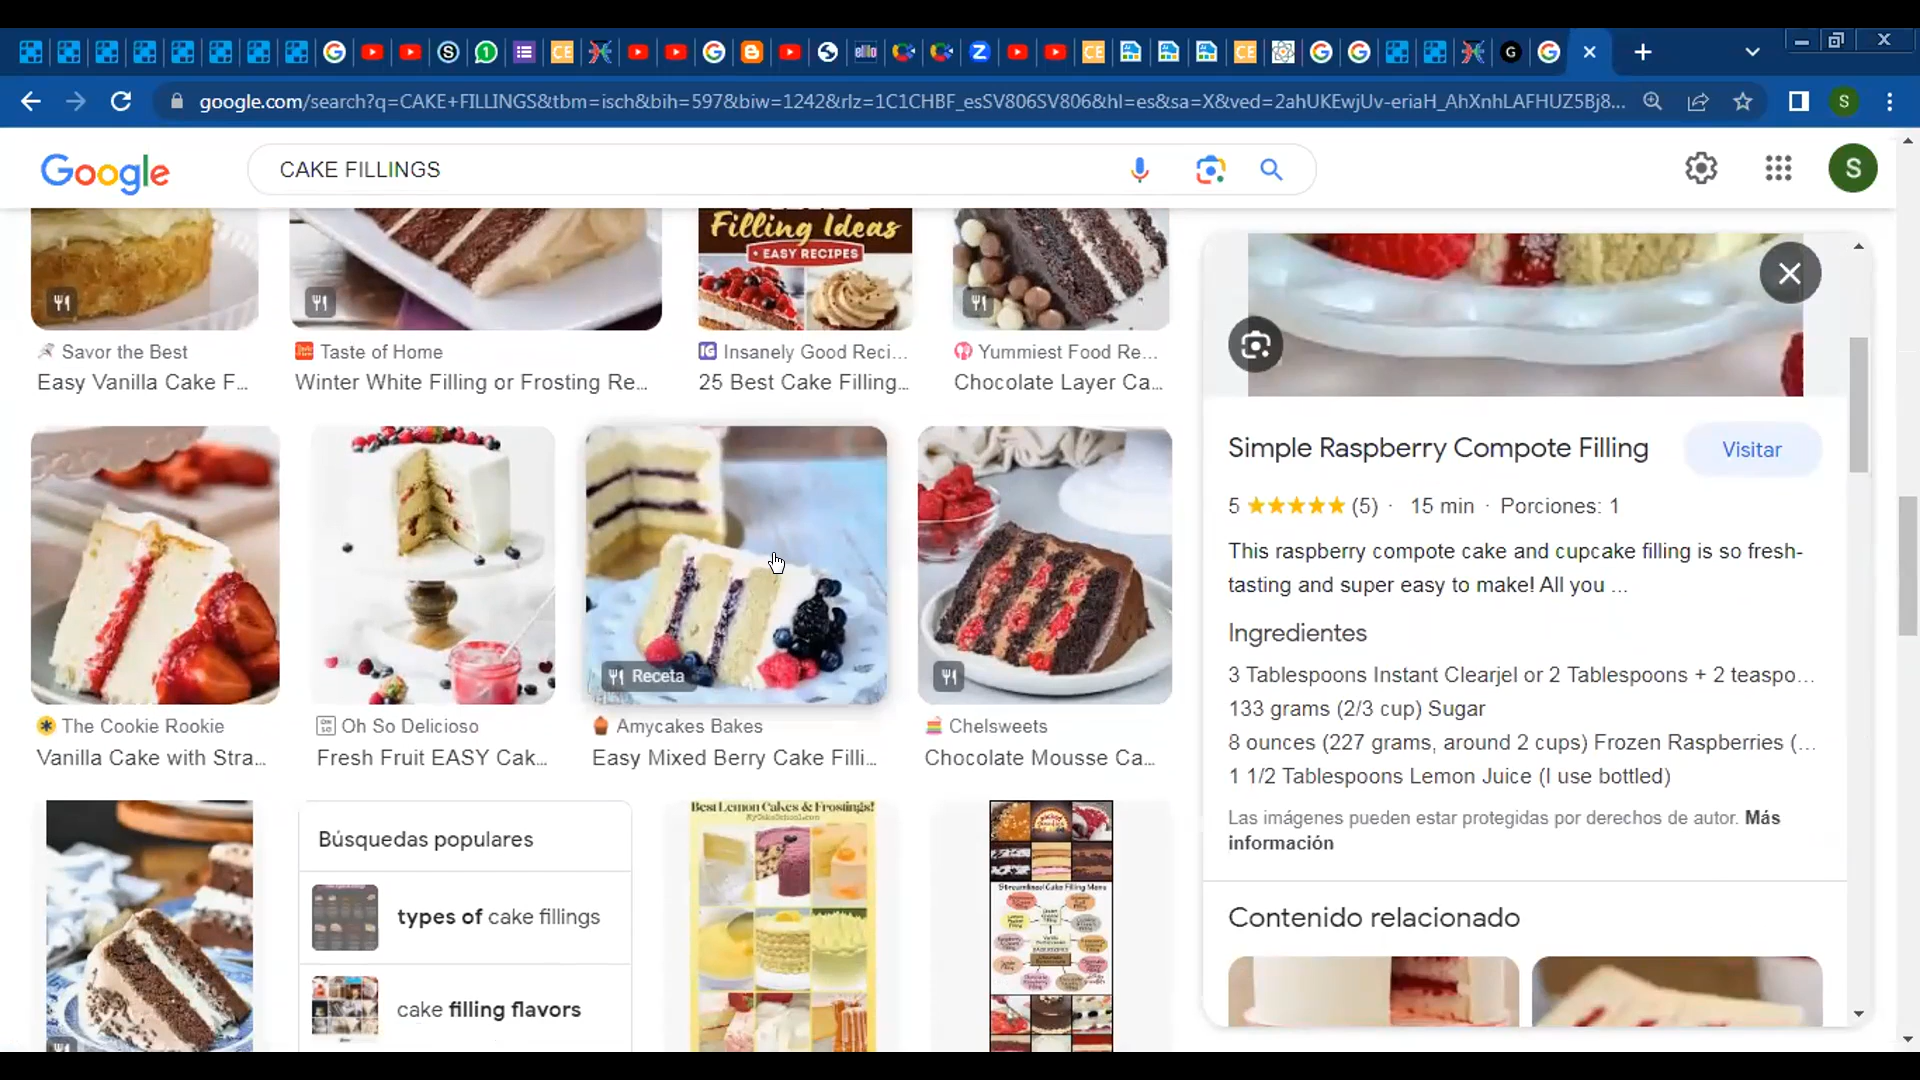 google.com/search?q=CAKE+FILLINGS&tbm=isch&bih=597&biw=1242&rlz=1C1CHBF_esSV806SV806&hl=es&sa=X&ved=2ahUKEwjUv-eriaH_AhXnhLAFHUZ5Bj8...
S
Google
CAKE FILLINGS
S
Filling Ideas
• EASY RECIPES
Savor the Best
Easy Vanilla Cake F...
Taste of Home
Winter White Filling or Frosting Re...
Insanely Good Reci...
25 Best Cake Filling...
Yummiest Food Re...
Chocolate Layer Ca...
Receta
The Cookie Rookie
Vanilla Cake with Stra...
Oh So Delicioso
Fresh Fruit EASY Cak...
Amycakes Bakes
Easy Mixed Berry Cake Filli...
Chelsweets
Chocolate Mousse Ca...
Búsquedas populares
types of cake fillings
cake filling flavors
Best Lemon Cakes & Frostings!
MyCakeSchool.com
Streamlined Cake Filling Menu
Simple Raspberry Compote Filling
Visitar
5 ★★★★★ (5) · 15 min · Porciones: 1
This raspberry compote cake and cupcake filling is so fresh-
tasting and super easy to make! All you ...
Ingredientes
3 Tablespoons Instant Clearjel or 2 Tablespoons + 2 teaspo...
133 grams (2/3 cup) Sugar
8 ounces (227 grams, around 2 cups) Frozen Raspberries (...
1 1/2 Tablespoons Lemon Juice (I use bottled)
Las imágenes pueden estar protegidas por derechos de autor. Más
información
Contenido relacionado